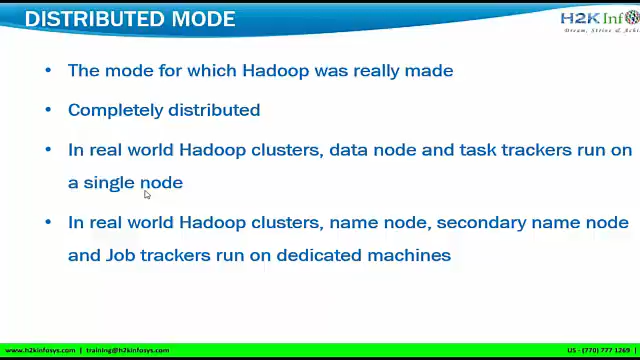 DISTRIBUTED MODE
H2K Inf
Dream, Strive & Achi
• The mode for which Hadoop was really made
• Completely distributed
• In real world Hadoop clusters, data node and task trackers run on
a single node
• In real world Hadoop clusters, name node, secondary name node
and Job trackers run on dedicated machines
www.h2kinfosys.com | training@h2kinfosys.com
US - (770) 777 1269 |